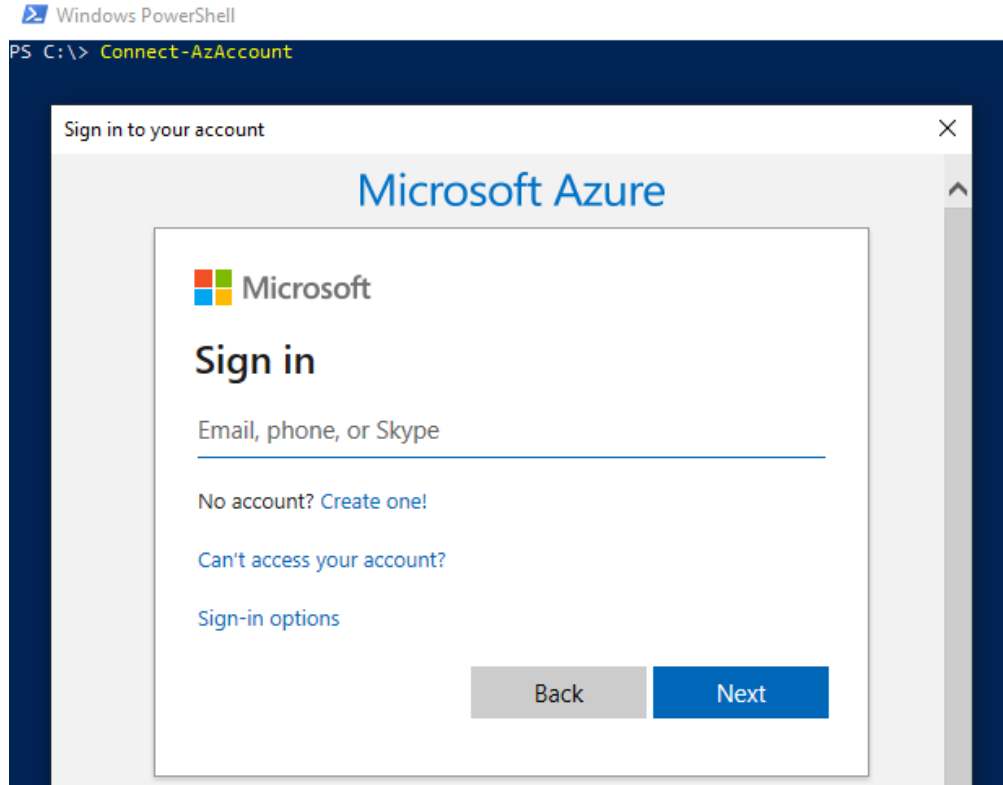 Windows PowerShell
PS C:\> Connect-AzAccount
Sign in to your account
Microsoft Azure
Microsoft
Sign in
Email, phone, or Skype
No account? Create one!
Can't access your account?
Sign-in options
Back Next